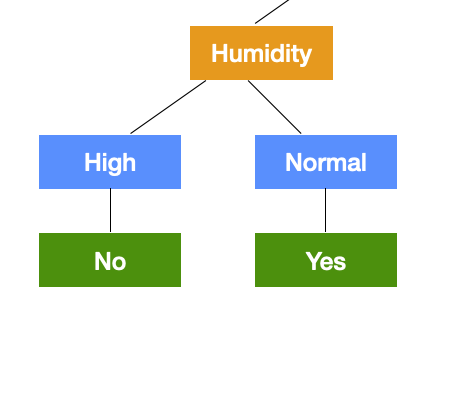 Humidity
High
Normal
No
Yes